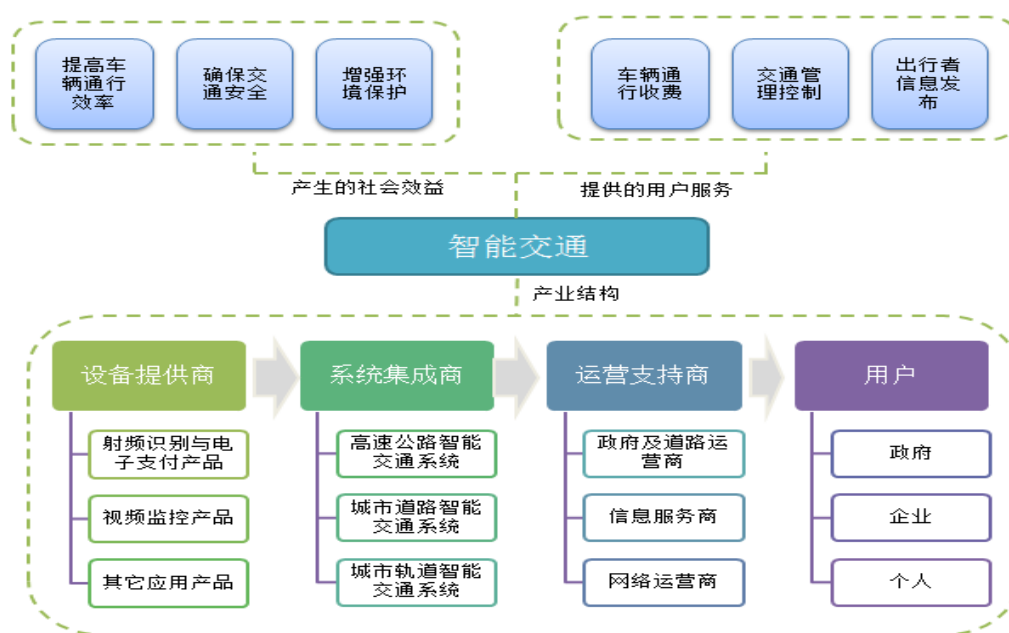 提高车
辆通行
效率
确保交
通安全
增强环
境保护
车辆通
行收费
交通管
理控制
出行者
信息发
布
产生的社会效益
提供的用户服务
智能交通
产业结构
设备提供商
系统集成商
运营支持商
用户
射频识别与电
子支付产品
视频监控产品
其它应用产品
高速公路智能
交通系统
城市道路智能
交通系统
城市轨道智能
交通系统
政府及道路运
营商
信息服务商
网络运营商
政府
企业
个人